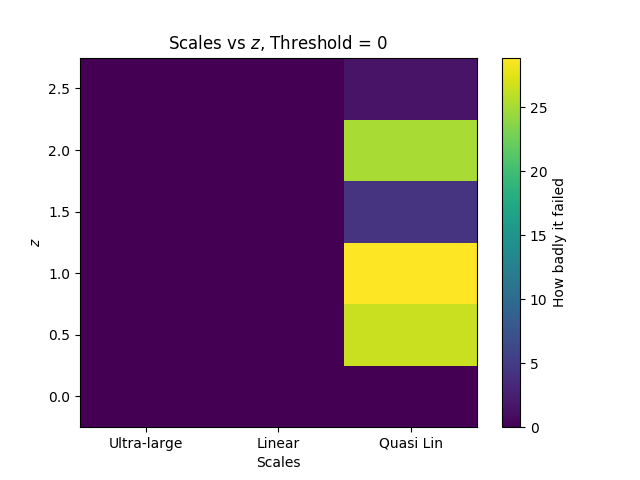 Scales vs z, Threshold = 0
2.5
2.0
1.5
1.0
0.5
0.0
z
Ultra-large
Linear
Quasi Lin
Scales
25
20
15
10
5
0
How badly it failed